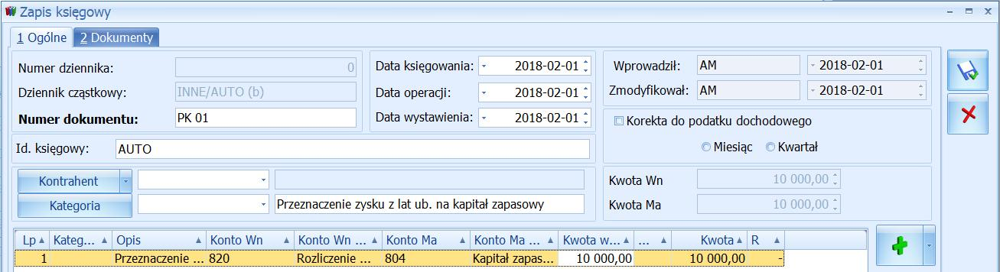 Zapis księgowy
1 Ogólne 2 Dokumenty
Numer dziennika: 0
Dziennik cząstkowy: INNE/AUTO (b)
Numer dokumentu: PK 01
Data księgowania: 2018-02-01
Data operacji: 2018-02-01
Data wystawienia: 2018-02-01
Wprowadził: AM 2018-02-01
Zmodyfikował: AM 2018-02-01
Korekta do podatku dochodowego
Miesiąc Kwartał
Id. księgowy: AUTO
Kontrahent
Kategoria Przeznaczenie zysku z lat ub. na kapitał zapasowy
Kwota Wn 10 000,00
Kwota Ma 10 000,00
Lp Kateg... Opis Konto Wn Konto Wn ... Konto Ma Konto Ma ... Kwota w... ... Kwota R
1 Przeznaczenie ... 820 Rozliczenie ... 804 Kapitał zapas... 10 000,00 10 000,00 -